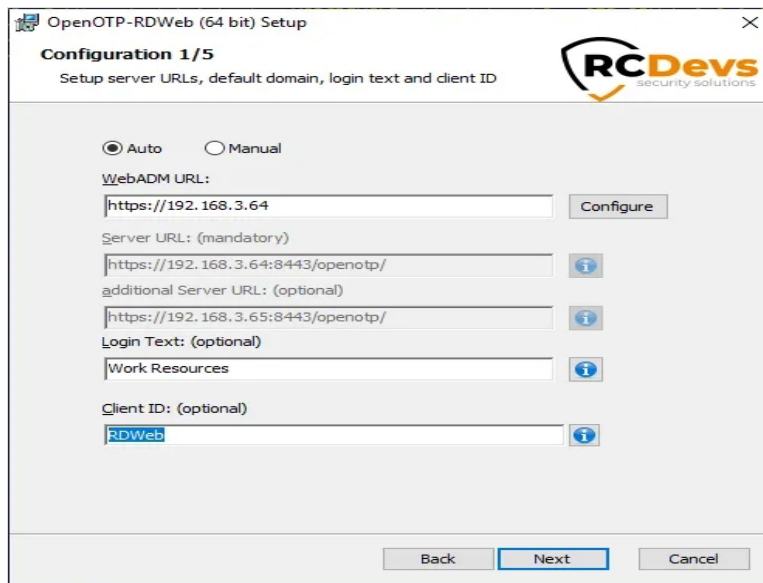 OpenOTP-RDWeb (64 bit) Setup
Configuration 1/5
Setup server URLs, default domain, login text and client ID
RCDevs
security solutions
Auto Manual
WebADM URL:
https://192.168.3.64 Configure
Server URL: (mandatory)
https://192.168.3.64:8443/openotp/
additional Server URL: (optional)
https://192.168.3.65:8443/openotp/
Login Text: (optional)
Work Resources
Client ID: (optional)
RDWeb
Back Next Cancel